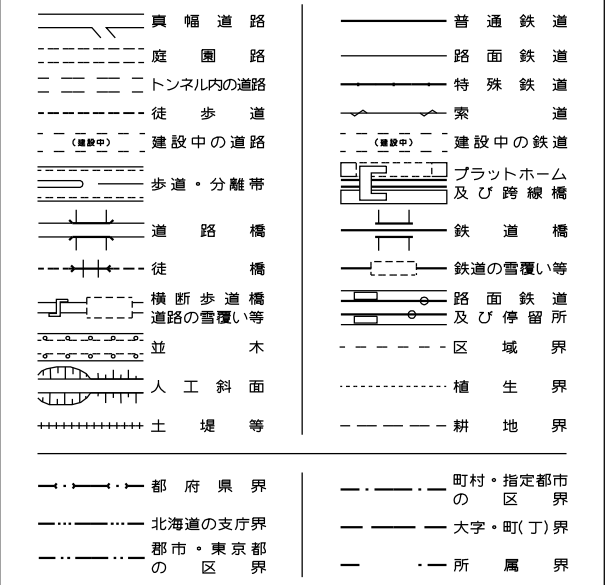 真幅道路
庭園路
トンネル内の道路
徒歩道
(建設中) 建設中の道路
歩道・分離帯
道路橋
徒橋
横断歩道橋
道路の雪覆い等
並木
人工斜面
土堤等
普通鉄道
路面鉄道
特殊鉄道
索道
(建設中) 建設中の鉄道
プラットホーム
及び跨線橋
鉄道橋
鉄道の雪覆い等
路面鉄道
及び停留所
区域界
植生界
耕地界
都府県界
北海道の支庁界
郡市・東京都
の区界
町村・指定都市
の区界
大字・町(丁)界
所属界